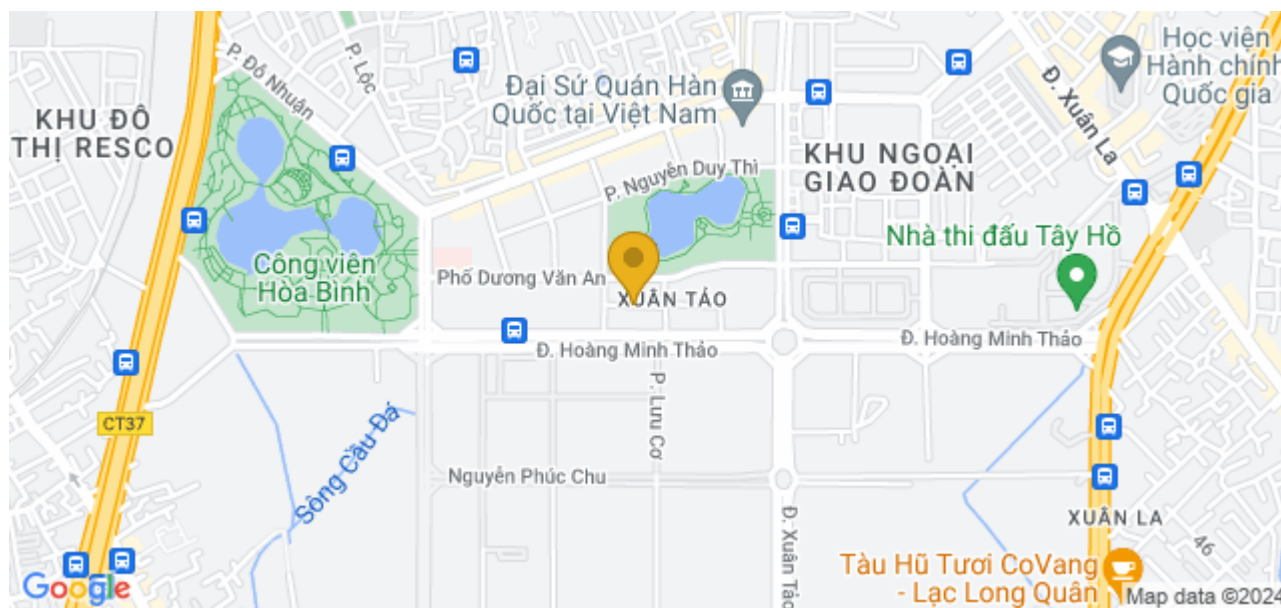 P. Đỗ Nhuận
P. Lộc
Đại Sứ Quán Hàn
Quốc tại Việt Nam
Học viện
Hành chính
Quốc gia
Đ. Xuân La
KHU ĐÔ
THỊ RESCO
KHU NGOẠI
GIAO ĐOÀN
P. Nguyễn Duy Thì
Nhà thi đấu Tây Hồ
Công viên
Hòa Bình
Phố Dương Văn An
XUÂN TẢO
Đ. Hoàng Minh Thảo
Đ. Hoàng Minh Thảo
P. Lưu Cơ
CT37
Sông Cầu Đá
Nguyễn Phúc Chu
Đ. Xuân Tảo
XUÂN LA
46
Tàu Hũ Tươi CoVang
- Lạc Long Quân
Google
Map data ©2024